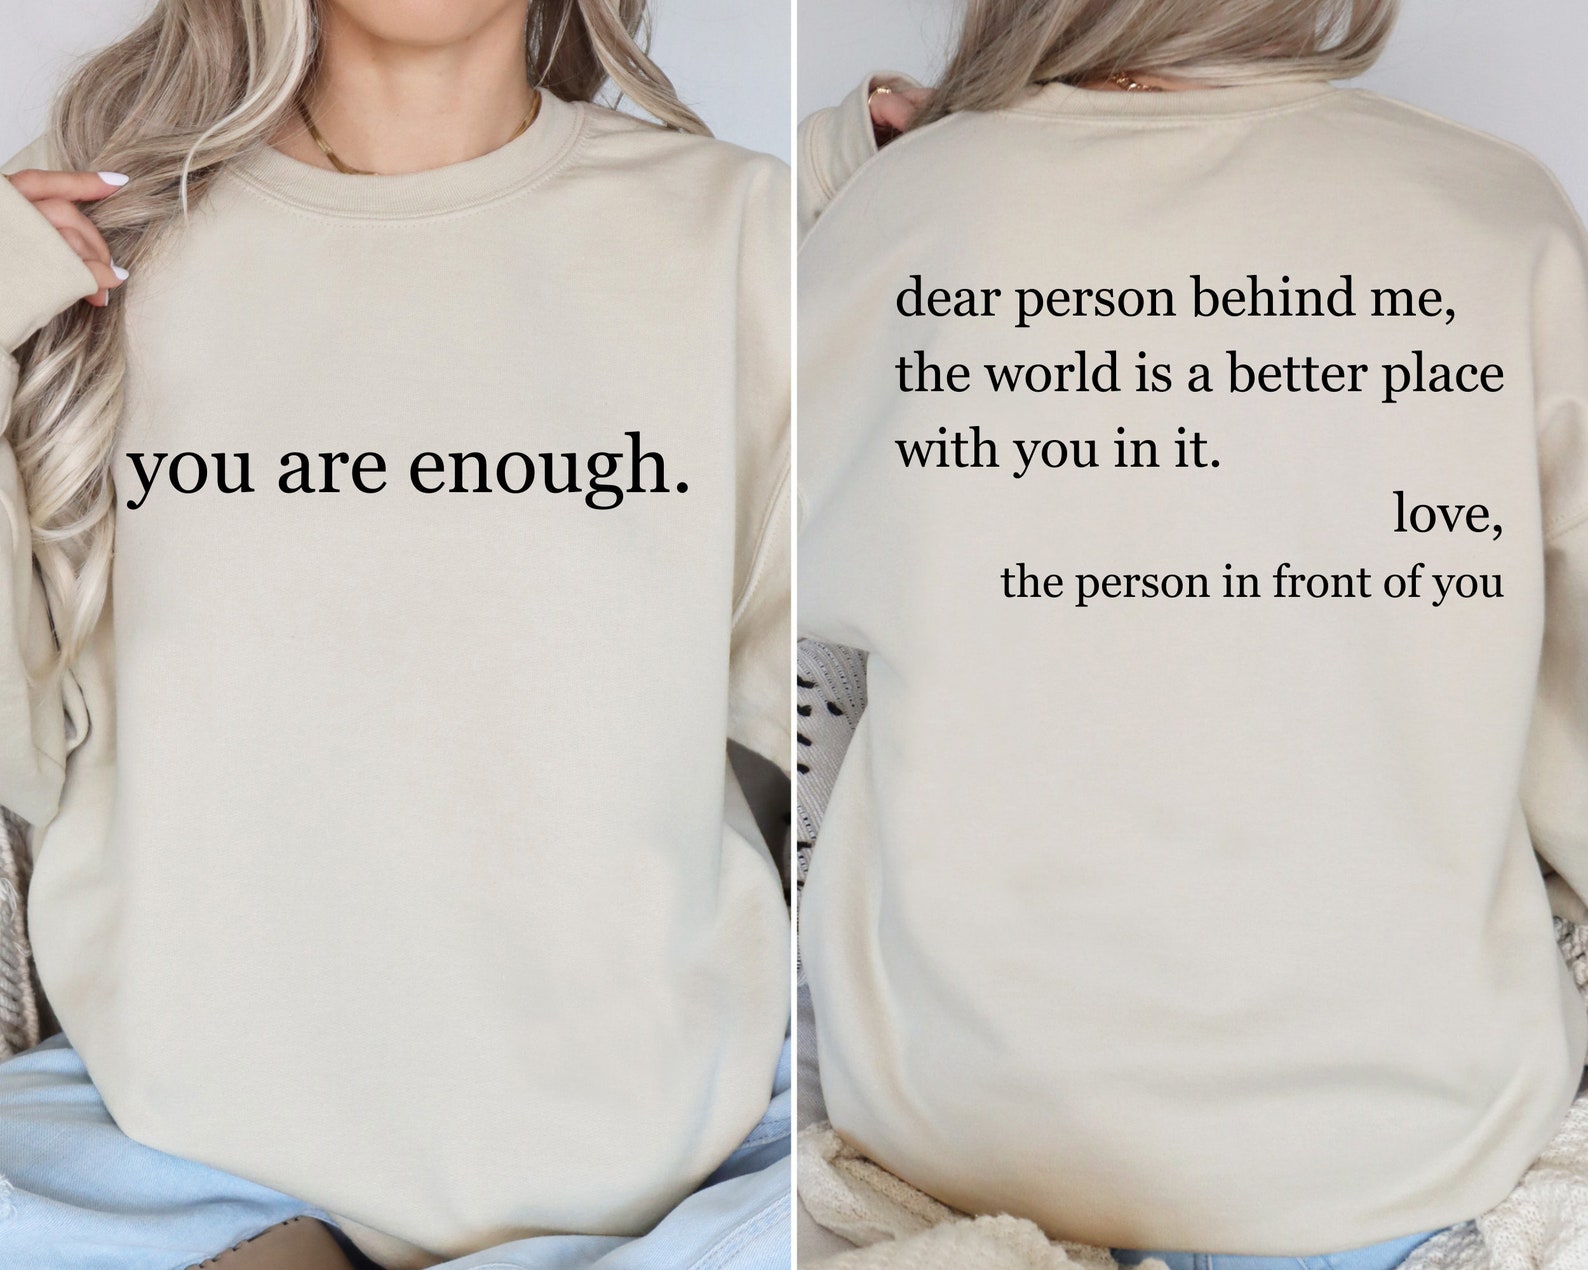 you are enough.
dear person behind me,
the world is a better place
with you in it.
love,
the person in front of you